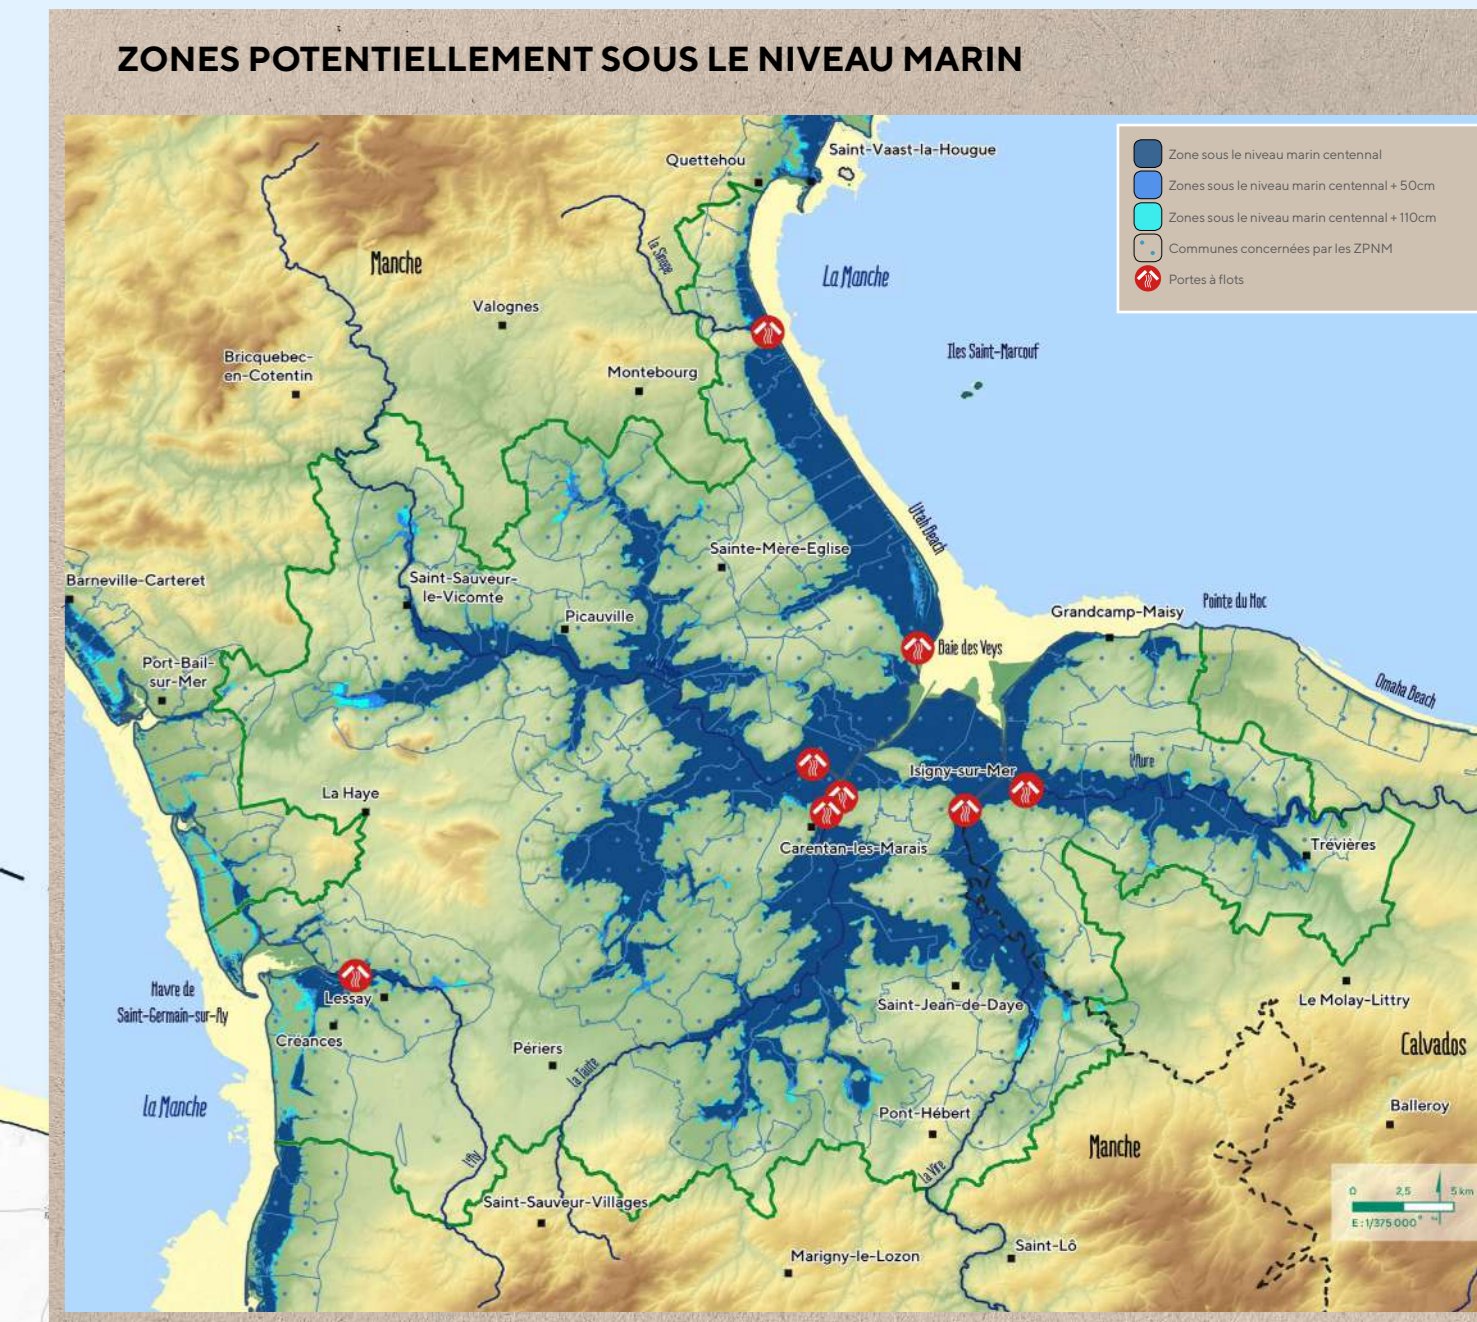 ZONES POTENTIELLEMENT SOUS LE NIVEAU MARIN
Zone sous le niveau marin centennal
Zones sous le niveau marin centennal + 50cm
Zones sous le niveau marin centennal + 110cm
Communes concernées par les ZPNM
Portes à flots
Quettehou
Saint-Vaast-la-Hougue
La Sinope
Manche
La Manche
Valognes
Iles Saint-Marcouf
Bricquebec-
en-Cotentin
Montebourg
Utah Beach
Sainte-Mère-Eglise
Barneville-Carteret
Saint-Sauveur-
le-Vicomte
Picauville
Grandcamp-Maisy
Pointe du Hoc
Baie des Veys
Port-Bail-
sur-Mer
Omaha Beach
Isigny-sur-Mer
l'Aure
La Haye
Carentan-les-Marais
Trévières
Havre de
Saint-Germain-sur-Ay
Lessay
Saint-Jean-de-Daye
Le Molay-Littry
Créances
Périers
La Taute
Calvados
la Manche
Pont-Hébert
Balleroy
Manche
l'Ay
La Vire
Saint-Sauveur-Villages
0 2,5 5 km
E : 1/375 000
Marigny-le-Lozon
Saint-Lô